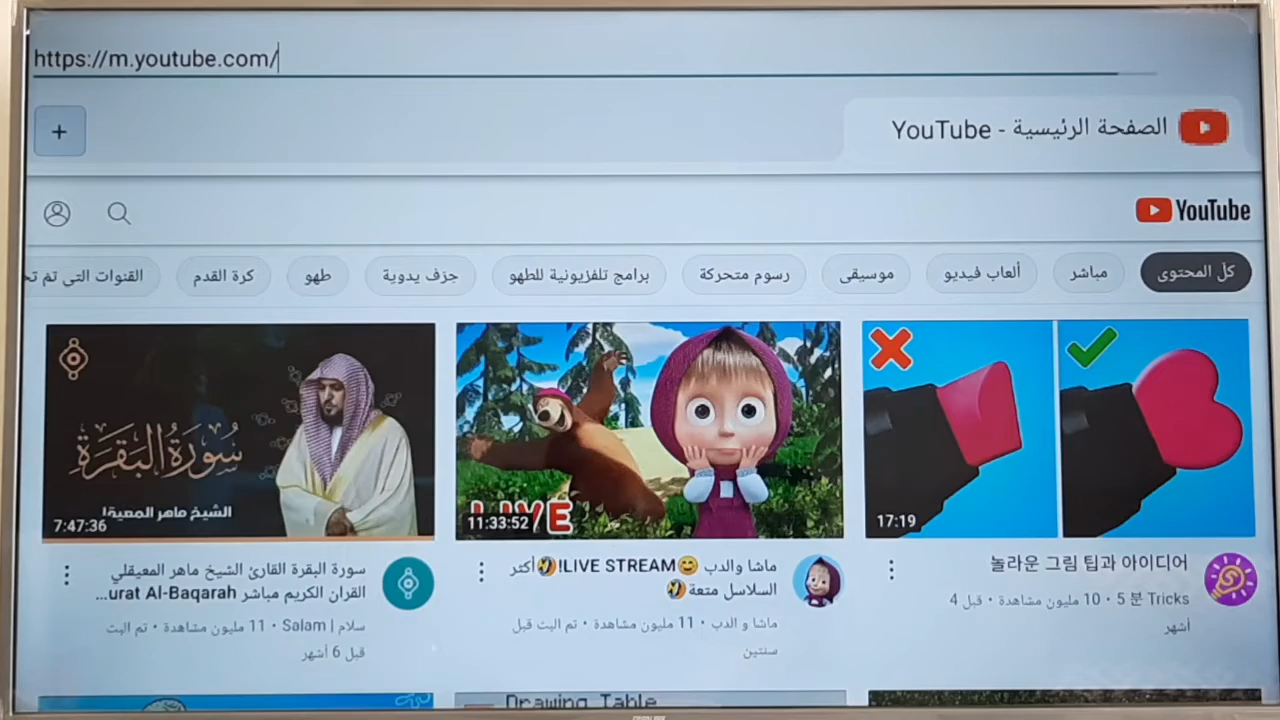 https://m.youtube.com/
الصفحة الرئيسية - YouTube
+
YouTube
كلّ المحتوى
مباشر
ألعاب فيديو
موسيقى
رسوم متحركة
برامج تلفزيونية للطهو
جزف يدوية
طهو
كرة القدم
القنوات التي تم تج
17:19
LIVE
11:33:52
سورة البقرة
الشيخ ماهر المعيقلي
7:47:36
놀라운 그림 팁과 아이디어
5 분 Tricks • 10 مليون مشاهدة • قبل 4
أشهر
ماشا والدب 😊LIVE STREAM!🤣أكثر
السلاسل متعة🤣
ماشا و الدب • 11 مليون مشاهدة • تم البث قبل
سنتين
سورة البقرة القارئ الشيخ ماهر المعيقلي
القران الكريم مباشر urat Al-Baqarah...
سلام | Salam • 11 مليون مشاهدة • تم البث
قبل 6 أشهر
Drawing Table